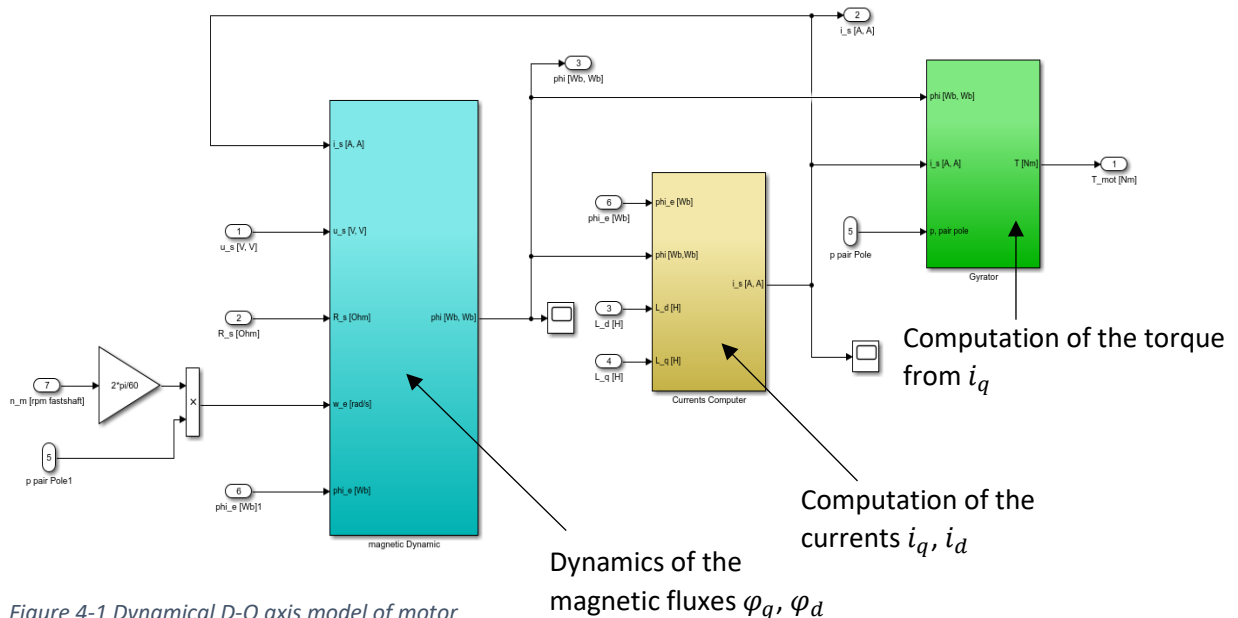 2
i_s [A, A]
3
phi [Wb, Wb]
i_s [A, A]
1
u_s [V, V]
u_s [V, V]
2
R_s [Ohm]
R_s [Ohm]
phi [Wb, Wb]
7
n_m [rpm fastshaft]
2*pi/60
×
w_e [rad/s]
5
p pair Pole1
6
phi_e [Wb]1
phi_e [Wb]
magnetic Dynamic
6
phi_e [Wb]
phi_e [Wb]
phi [Wb,Wb]
3
L_d [H]
L_d [H]
4
L_q [H]
L_q [H]
i_s [A, A]
Currents Computer
phi [Wb, Wb]
i_s [A, A]
T [Nm]
1
T_mot [Nm]
5
p pair Pole
p, pair pole
Gyrator
Computation of the torque
from i_q
Computation of the
currents i_q, i_d
Dynamics of the
magnetic fluxes φ_q, φ_d
Figure 4-1 Dynamical D-Q axis model of motor